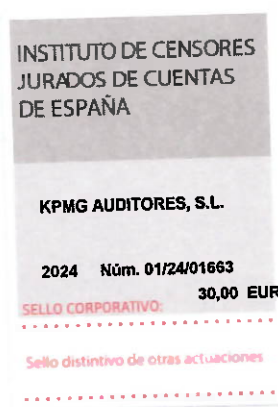 INSTITUTO DE CENSORES
JURADOS DE CUENTAS
DE ESPAÑA
KPMG AUDITORES, S.L.
2024 Núm. 01/24/01663
30,00 EUR
SELLO CORPORATIVO:
Sello distintivo de otras actuaciones